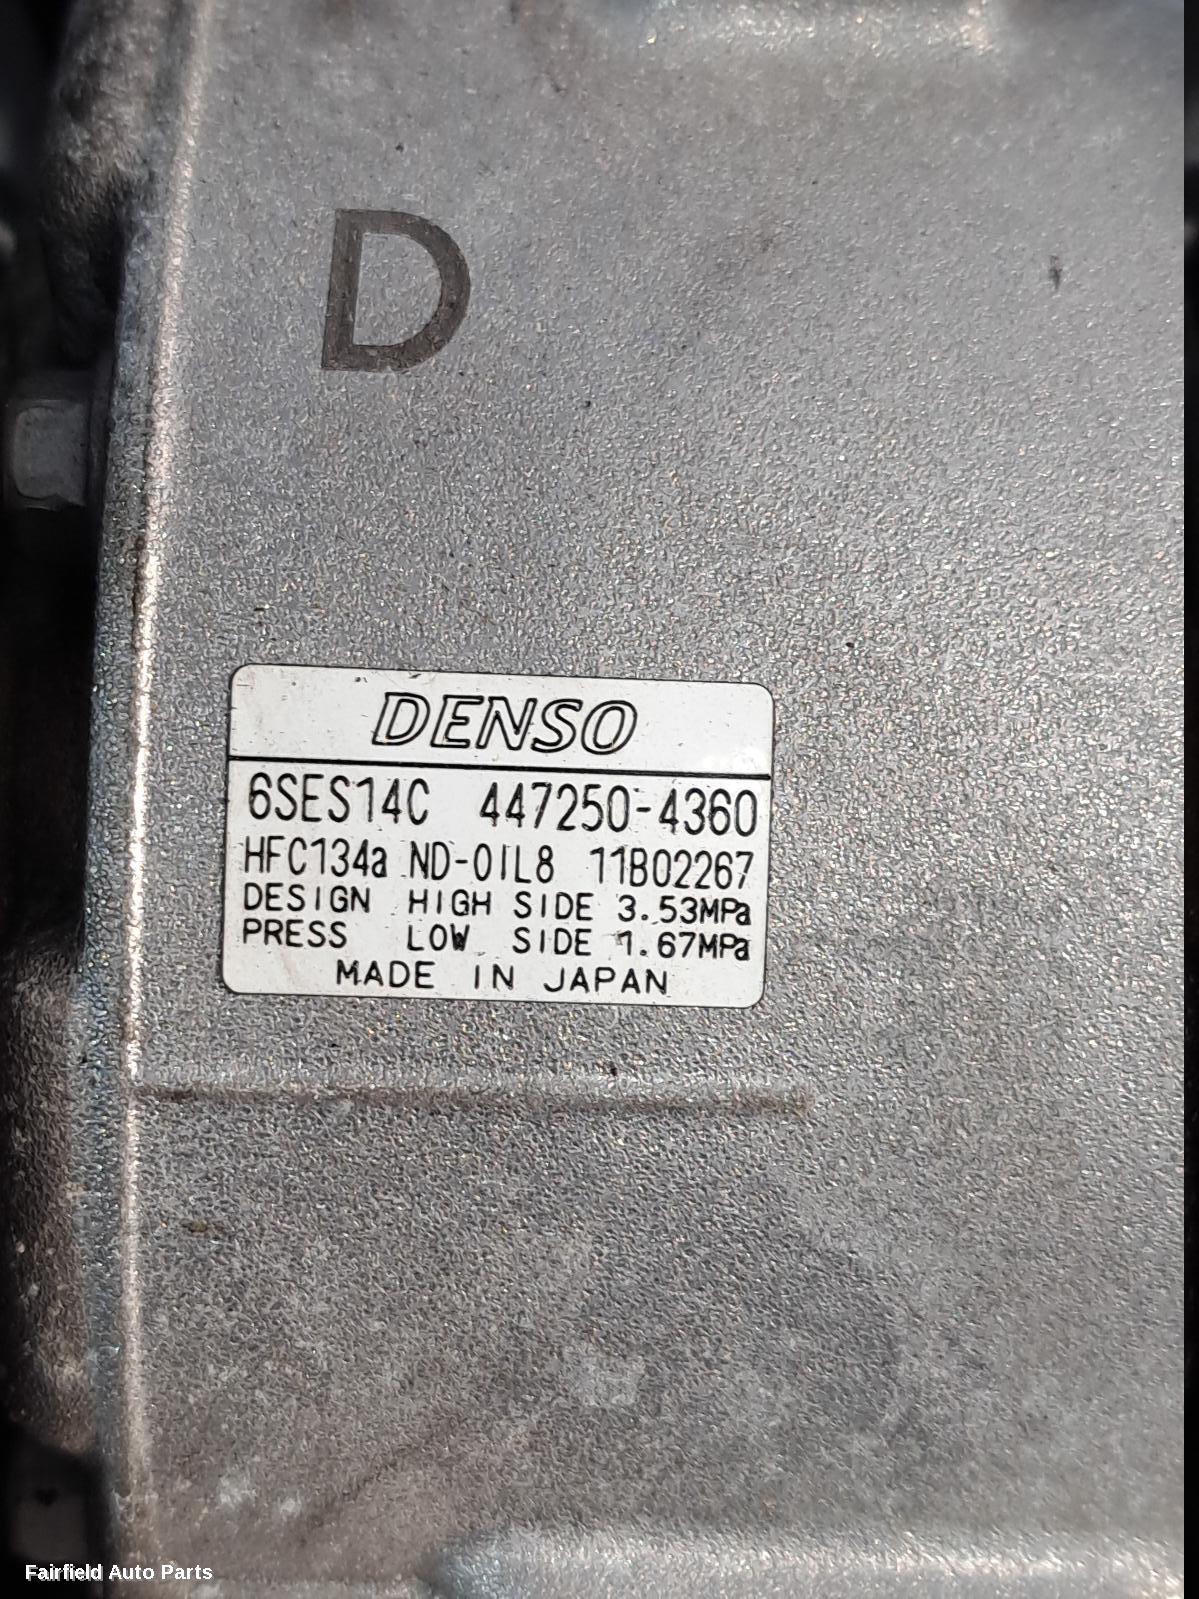 D
DENSO
6SES14C 447250-4360
HFC134a ND-OIL8 11B02267
DESIGN HIGH SIDE 3.53MPa
PRESS LOW SIDE 1.67MPa
MADE IN JAPAN
Fairfield Auto Parts